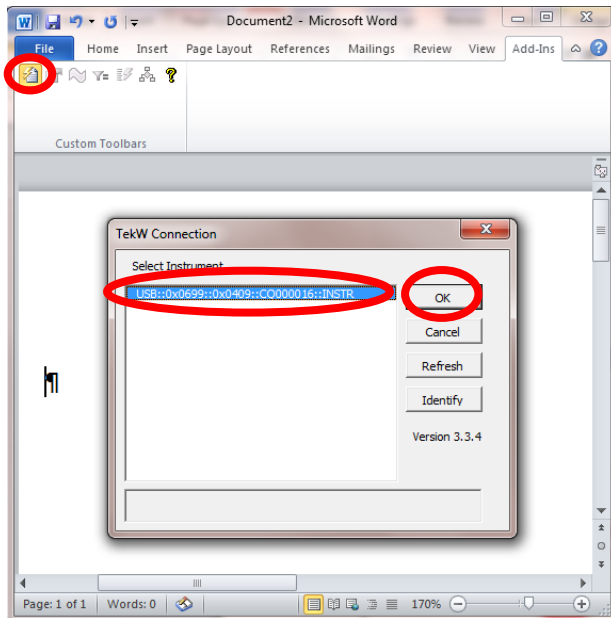 Document2 - Microsoft Word
File Home Insert Page Layout References Mailings Review View Add-Ins
Custom Toolbars
TekW Connection
Select Instrument
USB::0x0699::0x0409::CQ000016::INSTR
OK
Cancel
Refresh
Identify
Version 3.3.4
¶
Page: 1 of 1 Words: 0 170%